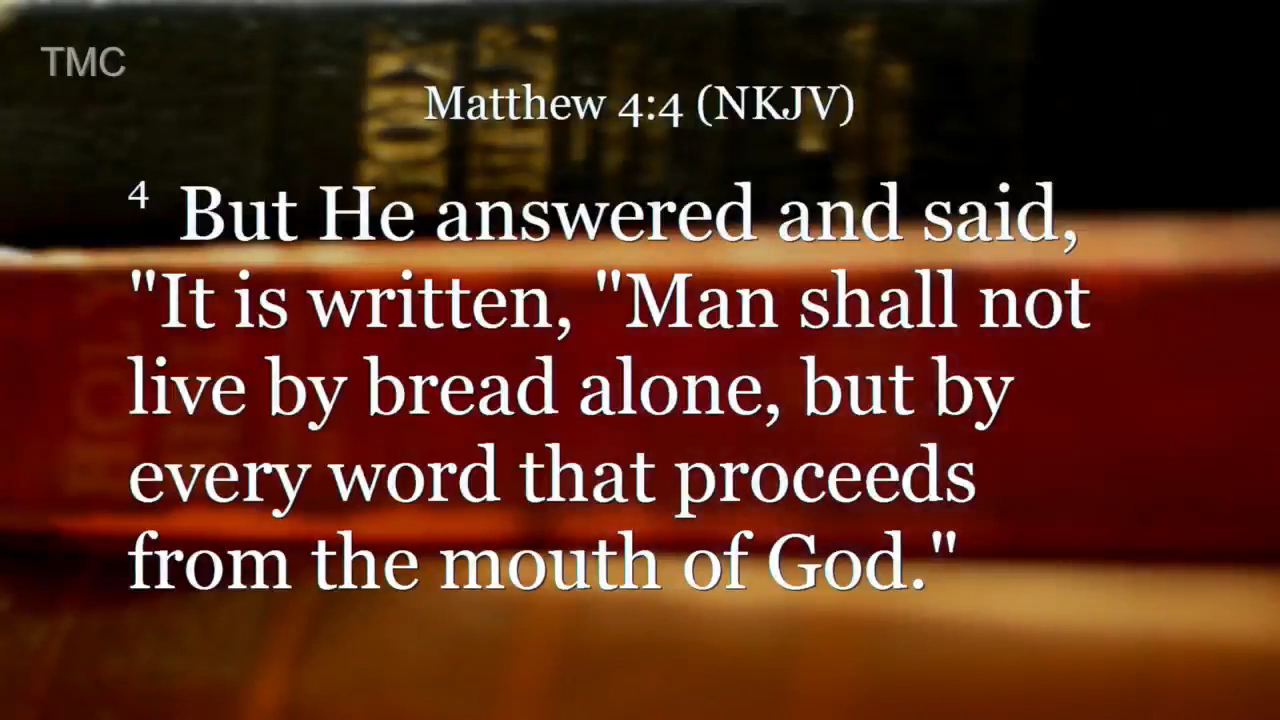 TMC
Matthew 4:4 (NKJV)
4 But He answered and said,
"It is written, "Man shall not
live by bread alone, but by
every word that proceeds
from the mouth of God."